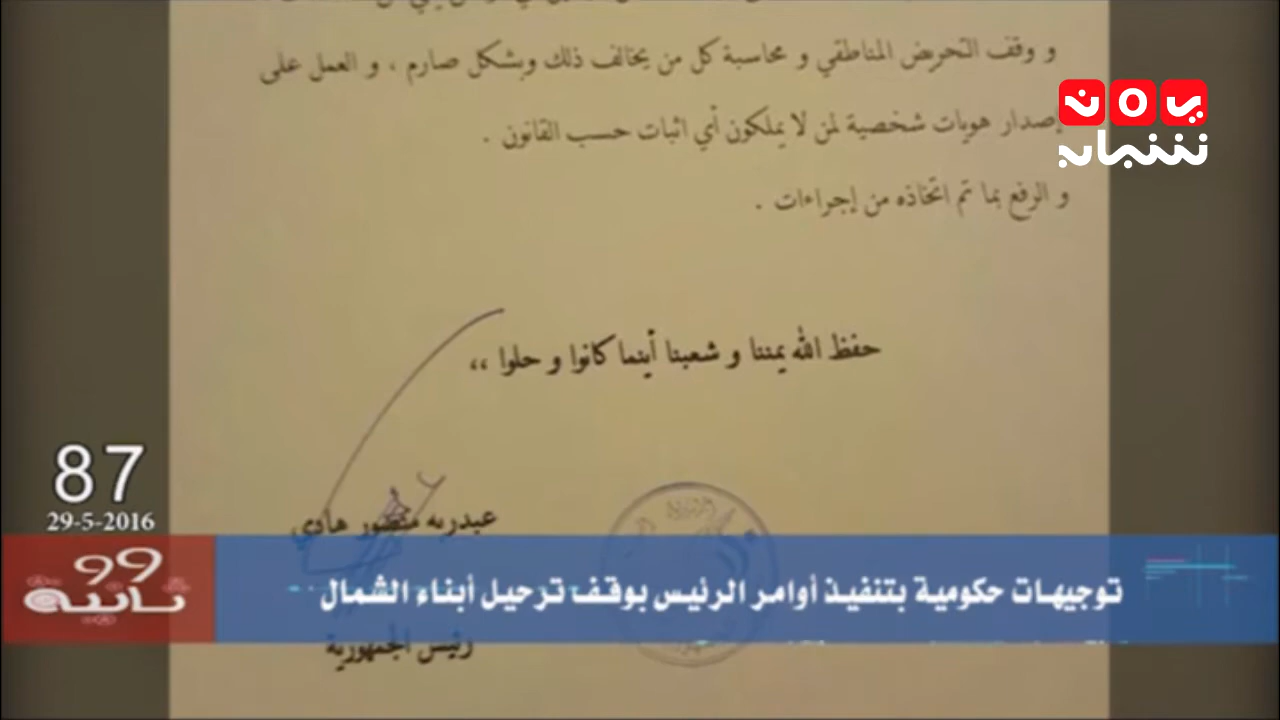 و وقف التحريض المناطقي و محاسبة كل من يخالف ذلك وبشكل صارم ، و العمل على
إصدار هويات شخصية لمن لا يملكون أي اثبات حسب القانون .
و الرفع بما تم اتخاذه من إجراءات .
حفظ الله يمننا و شعبنا أينما كانوا و حلوا ،،
عبدربه منصور هادي
رئيس الجمهورية
يمن
شباب
87
29-5-2016
99
ثانية
توجيهات حكومية بتنفيذ أوامر الرئيس بوقف ترحيل أبناء الشمال